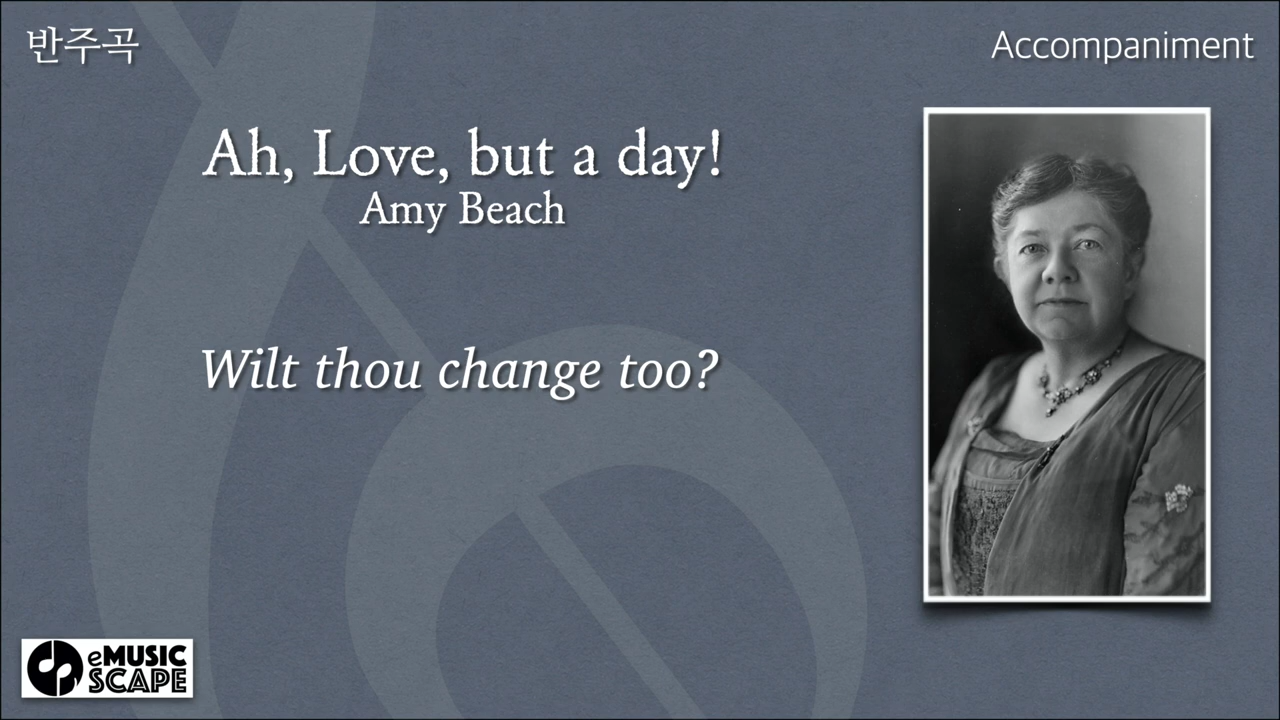 반주곡
Accompaniment
Ah, Love, but a day!
Amy Beach
Wilt thou change too?
eMUSIC
SCAPE